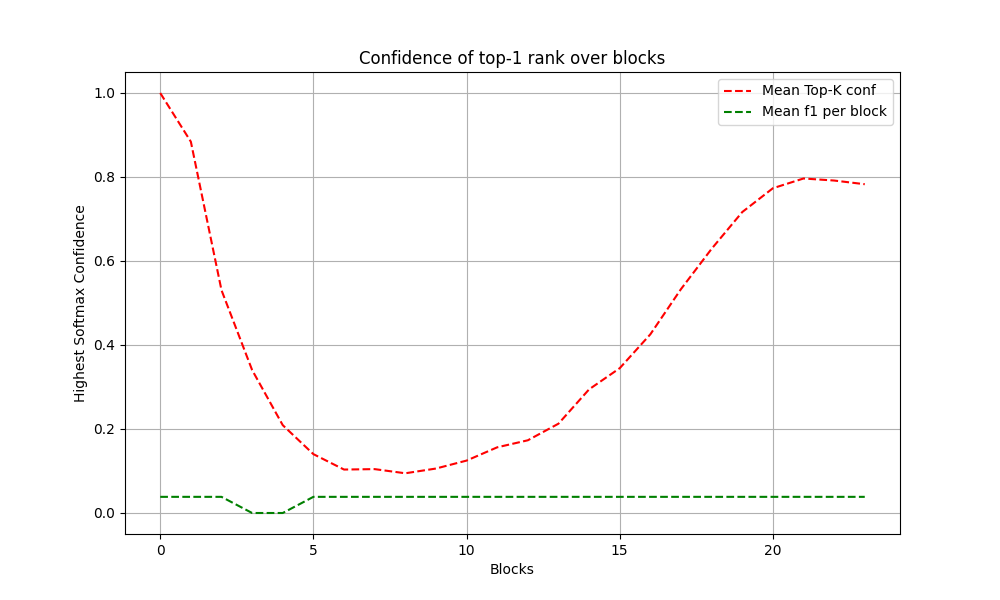 Confidence of top-1 rank over blocks
Mean Top-K conf
Mean f1 per block
Highest Softmax Confidence
1.0
0.8
0.6
0.4
0.2
0.0
0 5 10 15 20
Blocks